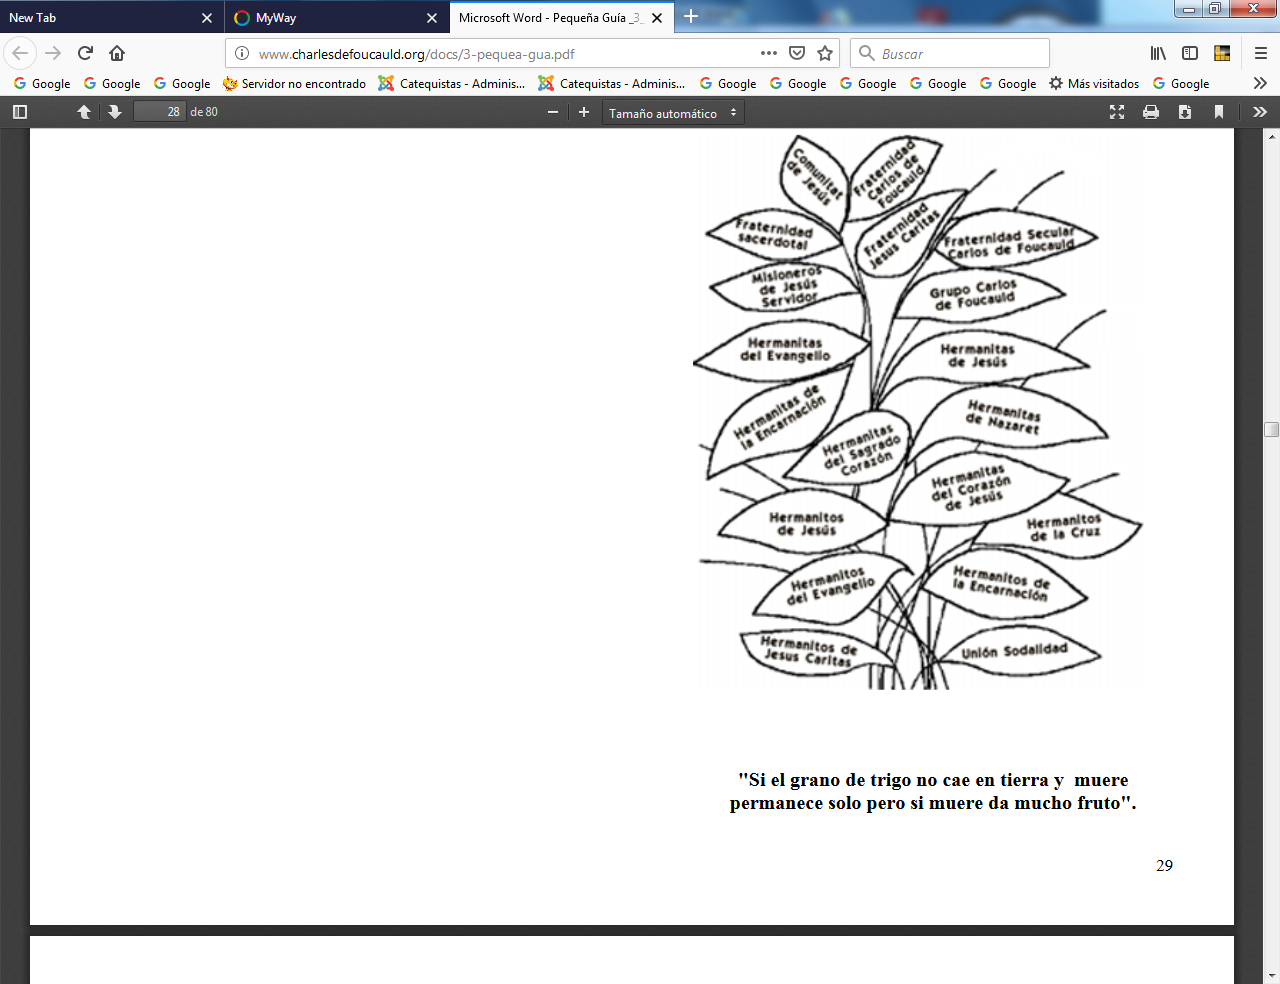 New Tab
MyWay
Microsoft Word - Pequeña Guía _3_
www.charlesdefoucauld.org/docs/3-pequea-gua.pdf
Buscar
Google
Google
Google
Servidor no encontrado
Catequistas - Adminis...
Catequistas - Adminis...
Google
Google
Google
Google
Google
Más visitados
Google
28
de 80
Tamaño automático
Comunitat
de Jesús
Fraternidad
Carlos de
Foucauld
Fraternidad
sacerdotal
Fraternidad
Jesus Caritas
Fraternidad Secular
Carlos de Foucauld
Misioneros
de Jesús
Servidor
Grupo Carlos
de Foucauld
Hermanitas
del Evangelio
Hermanitas
de Jesús
Hermanitas de
la Encarnación
Hermanitas
del Sagrado
Corazón
Hermanitas
de Nazaret
Hermanitas
del Corazón
de Jesús
Hermanitos
de Jesús
Hermanitos
de la Cruz
Hermanitos
del Evangelio
Hermanitos de
la Encarnación
Hermanitos de
Jesus Caritas
Unión Sodalidad
"Si el grano de trigo no cae en tierra y muere
permanece solo pero si muere da mucho fruto".
29